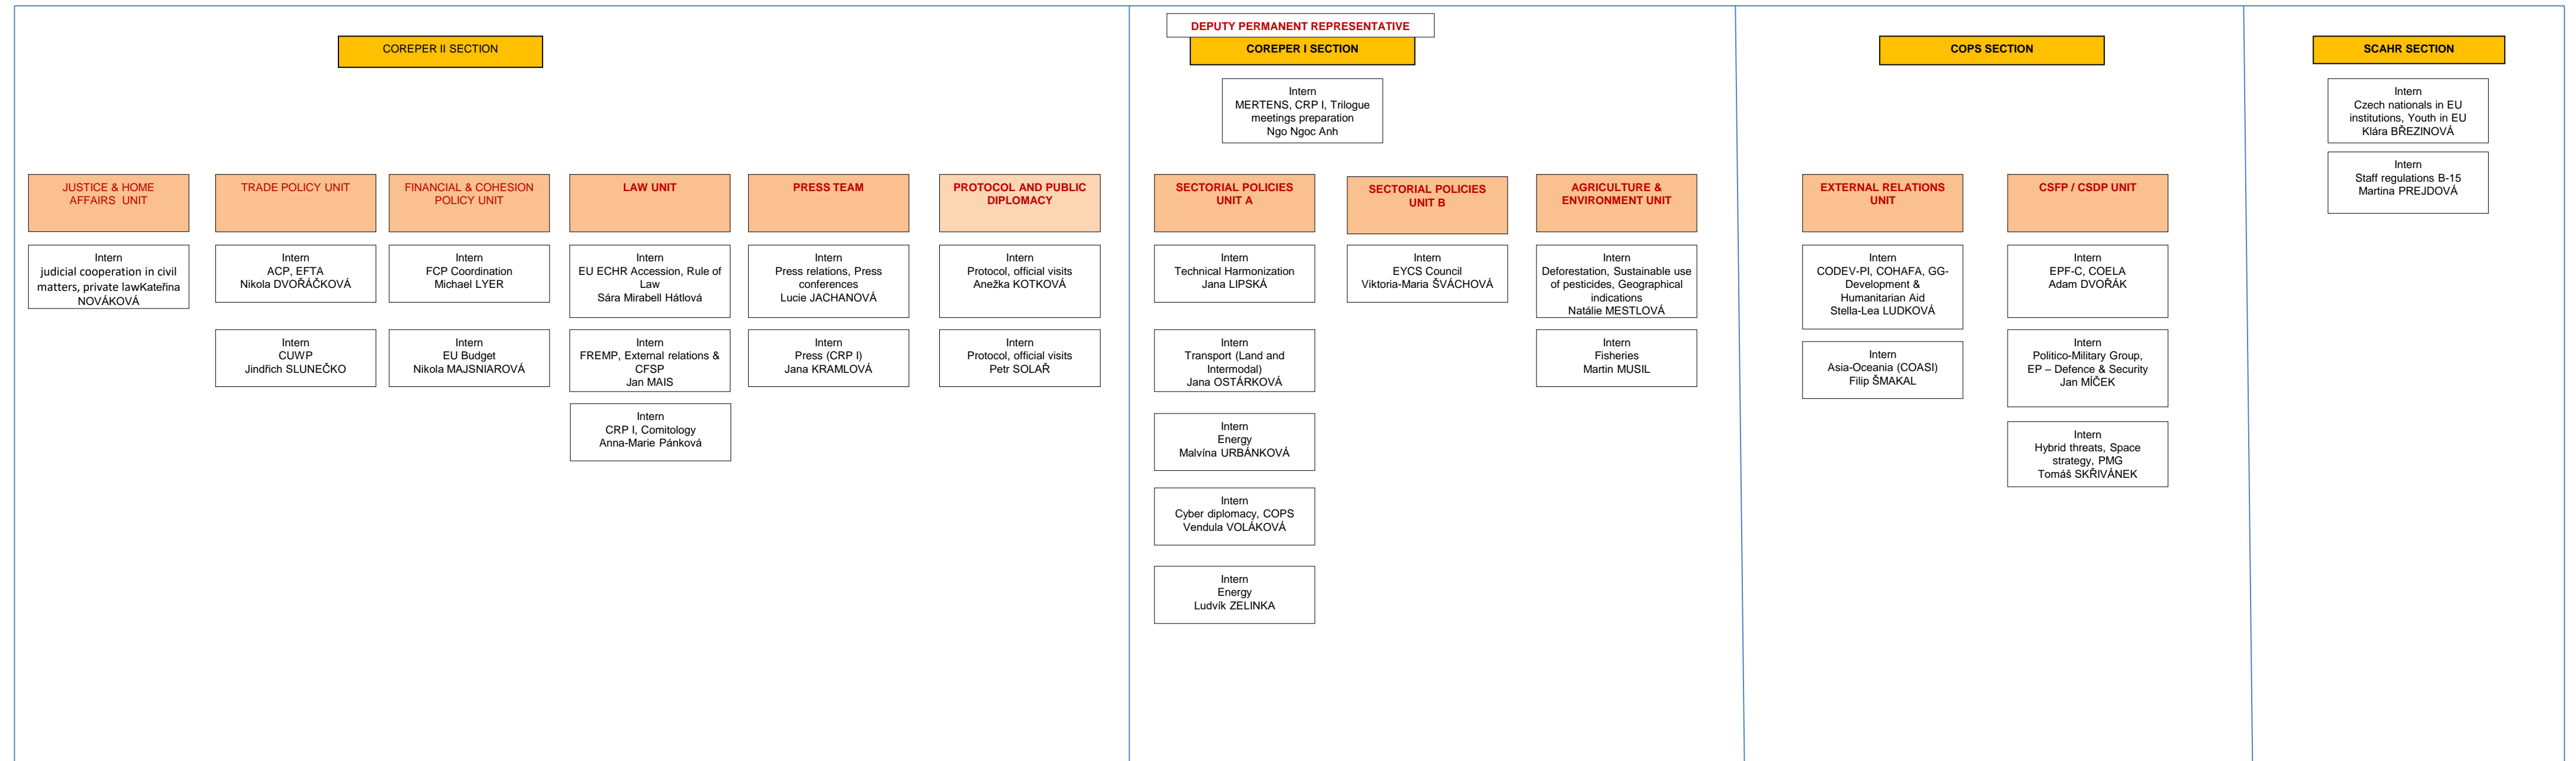 COREPER II SECTION
JUSTICE & HOME
AFFAIRS UNIT
Intern
judicial cooperation in civil
matters, private lawKateřina
NOVÁKOVÁ
TRADE POLICY UNIT
Intern
ACP, EFTA
Nikola DVOŘÁČKOVÁ
Intern
CUWP
Jindřich SLUNEČKO
FINANCIAL & COHESION
POLICY UNIT
Intern
FCP Coordination
Michael LYER
Intern
EU Budget
Nikola MAJSNIAROVÁ
LAW UNIT
Intern
EU ECHR Accession, Rule of
Law
Sára Mirabell Hátlová
Intern
FREMP, External relations &
CFSP
Jan MAIS
Intern
CRP I, Comitology
Anna-Marie Pánková
PRESS TEAM
Intern
Press relations, Press
conferences
Lucie JACHANOVÁ
Intern
Press (CRP I)
Jana KRAMLOVÁ
PROTOCOL AND PUBLIC
DIPLOMACY
Intern
Protocol, official visits
Anežka KOTKOVÁ
Intern
Protocol, official visits
Petr SOLAŘ
DEPUTY PERMANENT REPRESENTATIVE
COREPER I SECTION
Intern
MERTENS, CRP I, Trilogue
meetings preparation
Ngo Ngoc Anh
SECTORIAL POLICIES
UNIT A
Intern
Technical Harmonization
Jana LIPSKÁ
Intern
Transport (Land and
Intermodal)
Jana OSTÁRKOVÁ
Intern
Energy
Malvína URBÁNKOVÁ
Intern
Cyber diplomacy, COPS
Vendula VOLÁKOVÁ
Intern
Energy
Ludvík ZELINKA
SECTORIAL POLICIES
UNIT B
Intern
EYCS Council
Viktoria-Maria ŠVÁCHOVÁ
AGRICULTURE &
ENVIRONMENT UNIT
Intern
Deforestation, Sustainable use
of pesticides, Geographical
indications
Natálie MESTLOVÁ
Intern
Fisheries
Martin MUSIL
COPS SECTION
EXTERNAL RELATIONS
UNIT
Intern
CODEV-PI, COHAFA, GG-
Development &
Humanitarian Aid
Stella-Lea LUDKOVÁ
Intern
Asia-Oceania (COASI)
Filip ŠMAKAL
CSFP / CSDP UNIT
Intern
EPF-C, COELA
Adam DVOŘÁK
Intern
Politico-Military Group,
EP – Defence & Security
Jan MÍČEK
Intern
Hybrid threats, Space
strategy, PMG
Tomáš SKŘIVÁNEK
SCAHR SECTION
Intern
Czech nationals in EU
institutions, Youth in EU
Klára BŘEZINOVÁ
Intern
Staff regulations B-15
Martina PREJDOVÁ